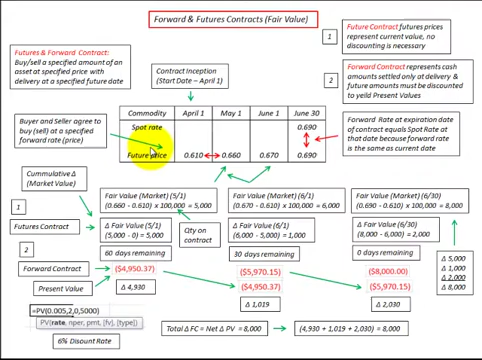 Forward & Futures Contracts (Fair Value)
1
Future Contract futures prices
represent current value, no
discounting is necessary
Futures & Forward Contract:
Buy/sell a specified amount of an
asset at specified price with
delivery at a specified future date
Contract Inception
(Start Date – April 1)
2
Forward Contract represents cash
amounts settled only at delivery &
future amounts must be discounted
to yeild Present Values
Buyer and Seller agree to
buy (sell) at a specified
forward rate (price)
Commodity April 1 May 1 June 1 June 30
Spot rate 0.690
Future price 0.610 0.660 0.670 0.690
Forward Rate at expiration date
of contract equals Spot Rate at
that date because forward rate
is the same as current date
Cummulative Δ
(Market Value)
1
Futures Contract
Fair Value (Market) (5/1)
(0.660 - 0.610) x 100,000 = 5,000
Fair Value (Market) (6/1)
(0.670 - 0.610) x 100,000 = 6,000
Fair Value (Market) (6/30)
(0.690 - 0.610) x 100,000 = 8,000
Δ Fair Value (5/1)
(5,000 - 0) = 5,000
Qty on
contract
Δ Fair Value (6/1)
(6,000 - 5,000) = 1,000
Δ Fair Value (6/30)
(8,000 - 6,000) = 2,000
2
60 days remaining
30 days remaining
0 days remaining
Forward Contract
($4,950.37)
($5,970.15)
($8,000.00)
Present Value
($4,950.37)
($5,970.15)
Δ 4,930
Δ 1,019
Δ 2,030
Δ 5,000
Δ 1,000
Δ 2,000
Δ 8,000
=PV(0.005,2,0,5000)
PV(rate, nper, pmt, [fv], [type])
6% Disount Rate
Total Δ FC = Net Δ PV = 8,000
(4,930 + 1,019 + 2,030) = 8,000